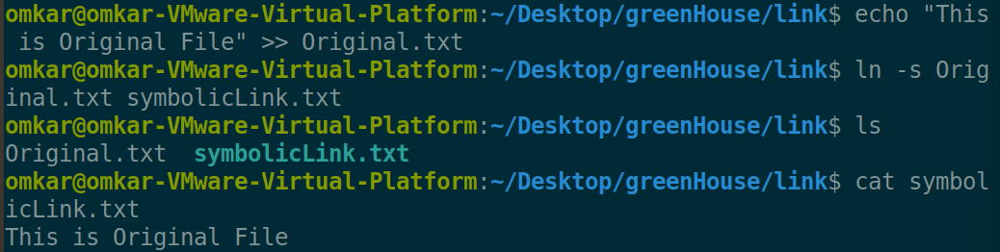 omkar@omkar-VMware-Virtual-Platform:~/Desktop/greenHouse/link$ echo "This
 is Original File" >> Original.txt
omkar@omkar-VMware-Virtual-Platform:~/Desktop/greenHouse/link$ ln -s Orig
inal.txt symbolicLink.txt
omkar@omkar-VMware-Virtual-Platform:~/Desktop/greenHouse/link$ ls
Original.txt  symbolicLink.txt
omkar@omkar-VMware-Virtual-Platform:~/Desktop/greenHouse/link$ cat symbol
icLink.txt
This is Original File